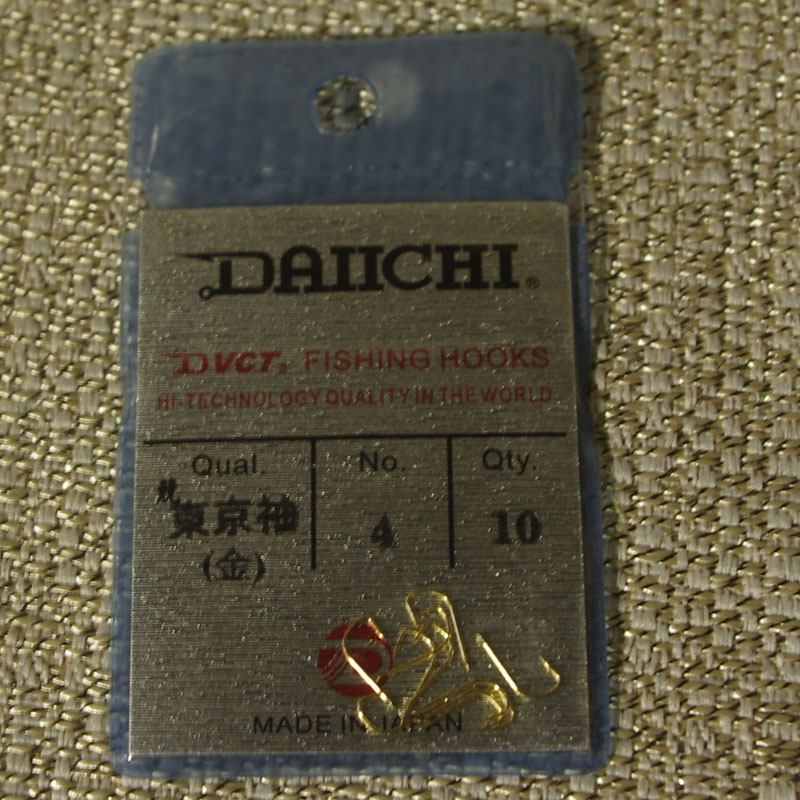 DAIICHI®
DVCT® FISHING HOOKS
HI-TECHNOLOGY QUALITY IN THE WORLD
Qual. No. Qty.
東京袖 4 10
(金)
MADE IN JAPAN